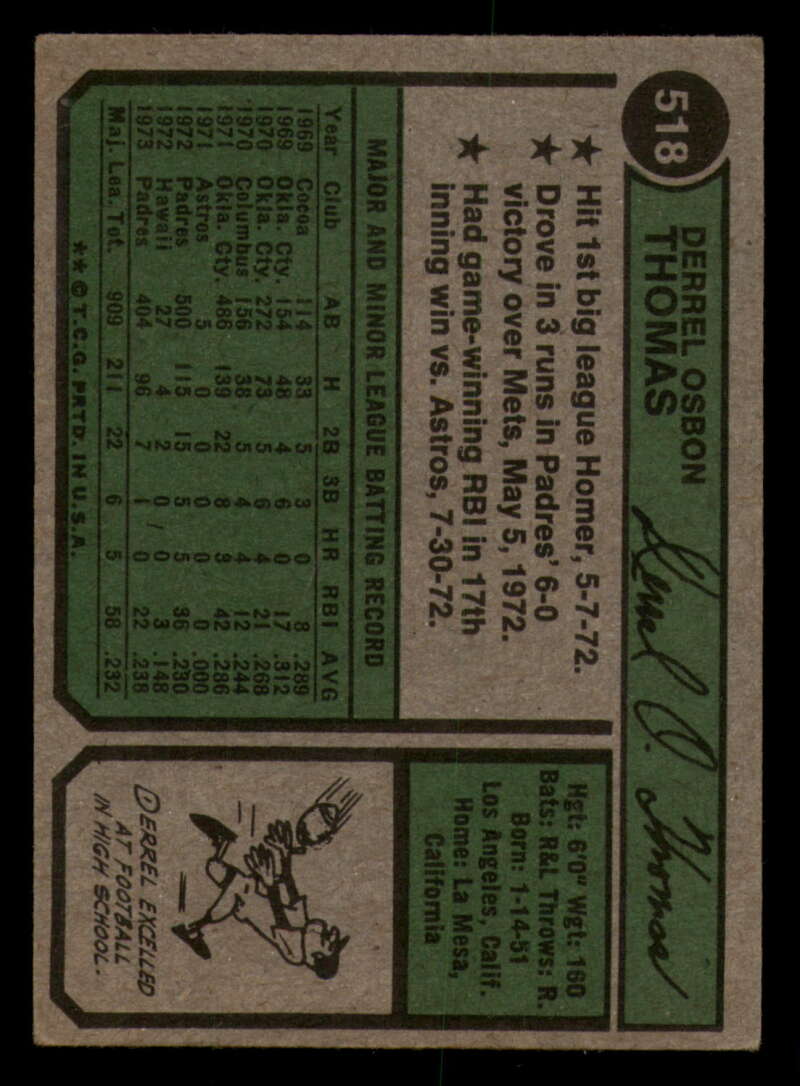 518
DERREL OSBON
THOMAS
Derrel O. Thomas
★ Hit 1st big league Homer, 5-7-72.
★ Drove in 3 runs in Padres' 6-0
victory over Mets, May 5, 1972.
★ Had game-winning RBI in 17th
inning win vs. Astros, 7-30-72.
Hgt: 6'0" Wgt: 160
Bats: R&L Throws: R.
Born: 1-14-51
Los Angeles, Calif.
Home: La Mesa,
California
MAJOR AND MINOR LEAGUE BATTING RECORD
Year Club AB H 2B 3B HR RBI AVG
1969 Cocoa 114 33 5 3 0 8 .289
1969 Okla. Cty. 154 48 4 6 0 17 .312
1970 Okla. Cty. 272 73 5 6 4 21 .268
1970 Columbus 156 38 5 4 4 12 .244
1971 Okla. Cty. 486 139 22 8 3 42 .286
1971 Astros 5 0 0 0 0 0 .000
1972 Padres 500 115 15 5 5 36 .230
1972 Hawaii 27 4 2 0 0 3 .148
1973 Padres 404 96 7 1 0 22 .238
Maj. Lea. Tot. 909 211 22 6 5 58 .232
★★ © T.C.G. PRTD. IN U.S.A.
DERREL EXCELLED
AT FOOTBALL
IN HIGH SCHOOL.